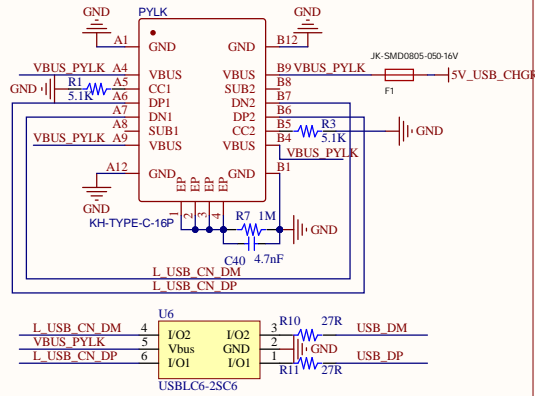 GND PYLK GND
A1 GND GND B12
JK-SMD0805-050-16V
VBUS_PYLK A4 VBUS VBUS B9 VBUS_PYLK 5V_USB_CHGR
GND R1 A5 CC1 SUB2 B8 F1
5.1K A6 DP1 DN2 B7
A7 DN1 DP2 B6
A8 SUB1 CC2 B5 R3 GND
VBUS_PYLK A9 VBUS VBUS B4 5.1K
VBUS_PYLK
A12 GND GND B1
EP EP EP EP
GND 1 2 3 4 R7 1M GND
KH-TYPE-C-16P
C40 4.7nF
L_USB_CN_DM
L_USB_CN_DP
U6
L_USB_CN_DM 4 I/O2 I/O2 3 R10 27R USB_DM
VBUS_PYLK 5 Vbus GND 2 GND
L_USB_CN_DP 6 I/O1 I/O1 1 R11 27R USB_DP
USBLC6-2SC6